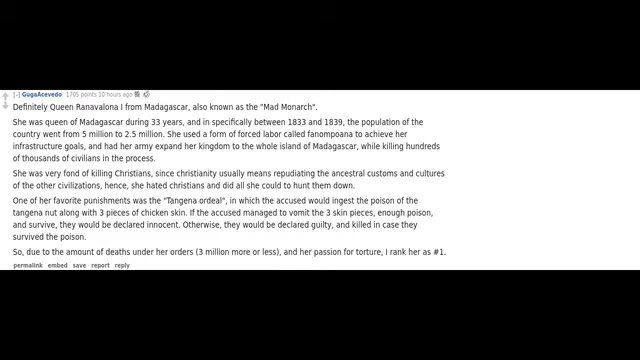 [-] GugaAcevedo 1705 points 10 hours ago
Definitely Queen Ranavalona I from Madagascar, also known as the "Mad Monarch".
She was queen of Madagascar during 33 years, and in specifically between 1833 and 1839, the population of the
country went from 5 million to 2.5 million. She used a form of forced labor called fanompoana to achieve her
infrastructure goals, and had her army expand her kingdom to the whole island of Madagascar, while killing hundreds
of thousands of civilians in the process.
She was very fond of killing Christians, since christianity usually means repudiating the ancestral customs and cultures
of the other civilizations, hence, she hated christians and did all she could to hunt them down.
One of her favorite punishments was the "Tangena ordeal", in which the accused would ingest the poison of the
tangena nut along with 3 pieces of chicken skin. If the accused managed to vomit the 3 skin pieces, enough poison,
and survive, they would be declared innocent. Otherwise, they would be declared guilty, and killed in case they
survived the poison.
So, due to the amount of deaths under her orders (3 million more or less), and her passion for torture, I rank her as #1.
permalink embed save report reply